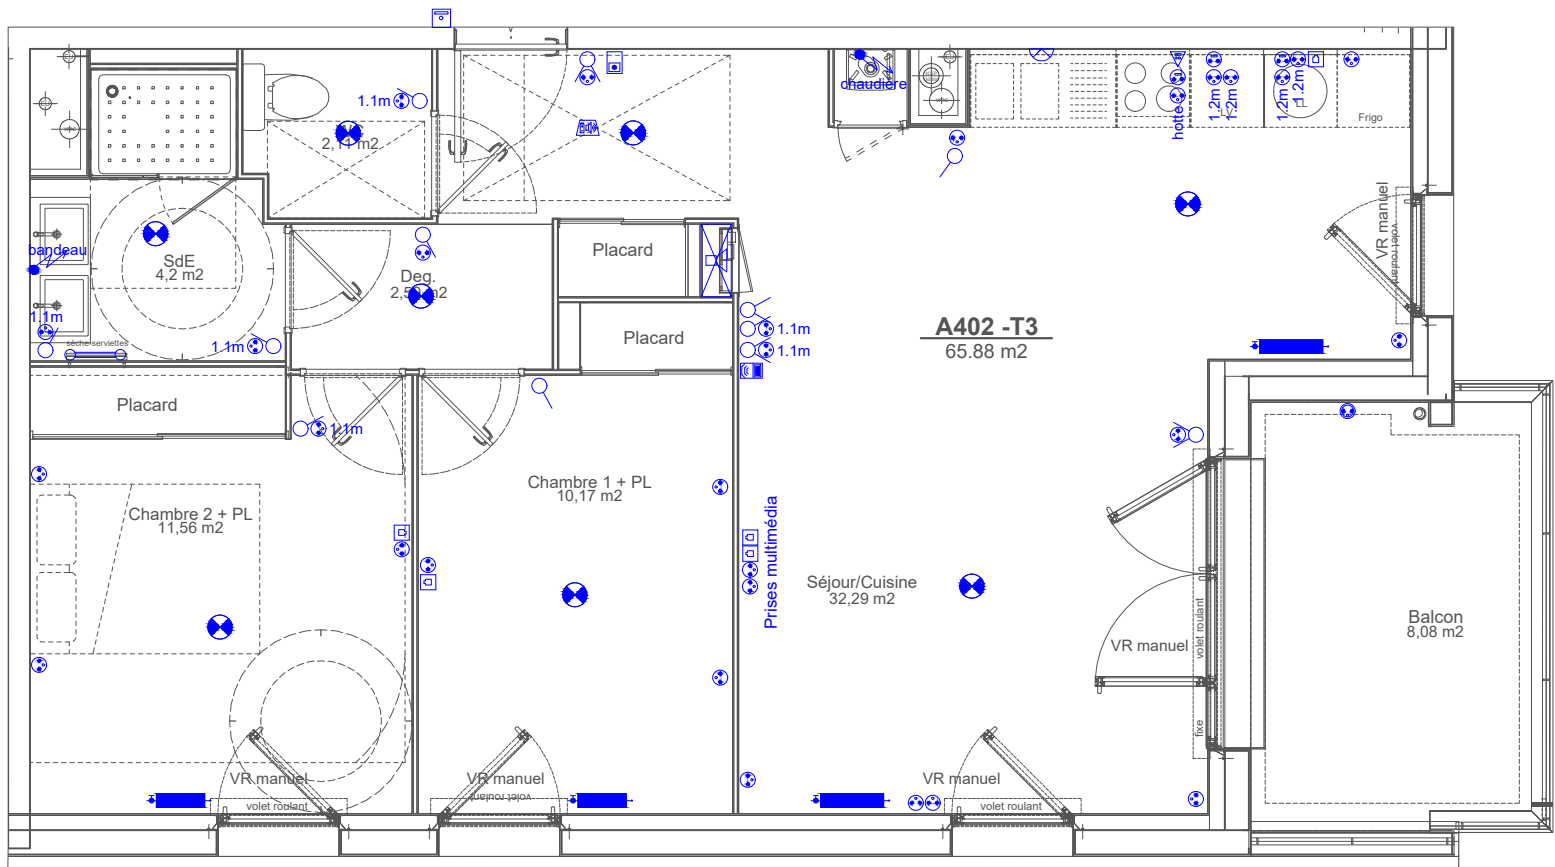 1.1m
2,11 m2
chaudière
hotte
1.2m
1.2m
1.2m
1.2m
Frigo
bandeau
SdE
4,2 m2
1.1m
sèche serviettes
1.1m
Deg.
Placard
Placard
1.1m
1.1m
A402 -T3
65.88 m2
VR manuel
volet roulant
Placard
1.1m
Chambre 2 + PL
11,56 m2
Chambre 1 + PL
10,17 m2
Prises multimédia
Séjour/Cuisine
32,29 m2
VR manuel
volet roulant
fixe
Balcon
8,08 m2
VR manuel
volet roulant
VR manuel
volet roulant
VR manuel
volet roulant